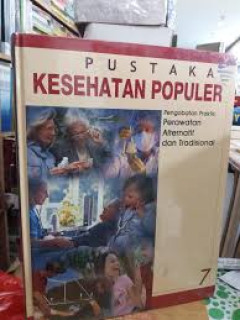 PUSTAKA
KESEHATAN POPULER
Pengobatan Praktis:
Perawatan
Alternatif
dan Tradisional
7